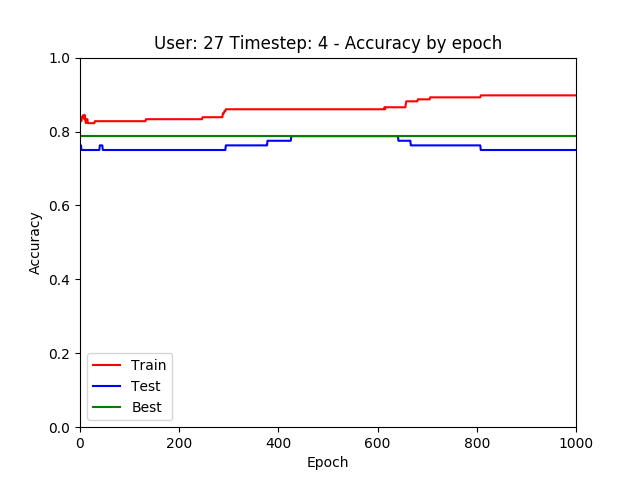 User: 27 Timestep: 4 - Accuracy by epoch
1.0
0.8
0.6
0.4
0.2
0.0
Accuracy
Train
Test
Best
0 200 400 600 800 1000
Epoch